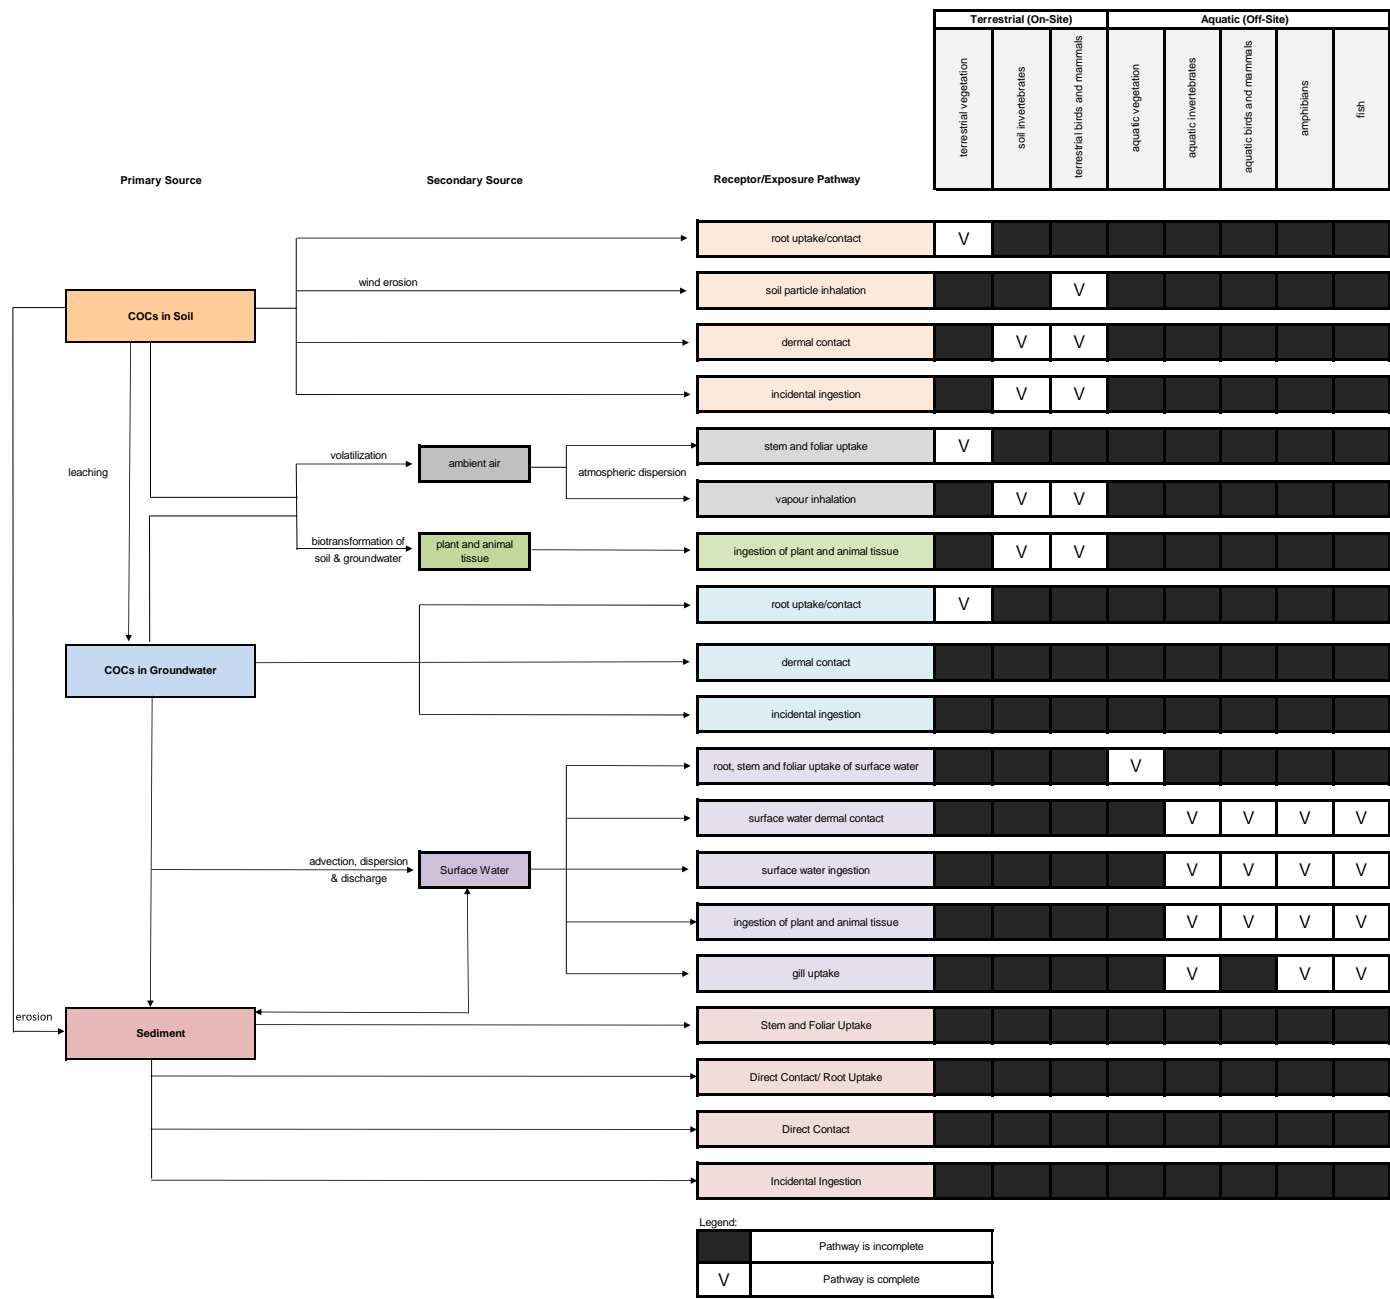 Terrestrial (On-Site)
Aquatic (Off-Site)
terrestrial vegetation
soil invertebrates
terrestrial birds and mammals
aquatic vegetation
aquatic invertebrates
aquatic birds and mammals
amphibians
fish
Primary Source
Secondary Source
Receptor/Exposure Pathway
root uptake/contact
V
wind erosion
soil particle inhalation
V
COCs in Soil
dermal contact
V
V
incidental ingestion
V
V
stem and foliar uptake
V
volatilization
ambient air
atmospheric dispersion
leaching
vapour inhalation
V
V
biotransformation of
soil & groundwater
plant and animal
tissue
ingestion of plant and animal tissue
V
V
root uptake/contact
V
COCs in Groundwater
dermal contact
incidental ingestion
root, stem and foliar uptake of surface water
V
surface water dermal contact
V
V
V
V
advection, dispersion
& discharge
Surface Water
surface water ingestion
V
V
V
V
ingestion of plant and animal tissue
V
V
V
V
gill uptake
V
V
V
erosion
Sediment
Stem and Foliar Uptake
Direct Contact/ Root Uptake
Direct Contact
Incidental Ingestion
Legend:
Pathway is incomplete
V
Pathway is complete